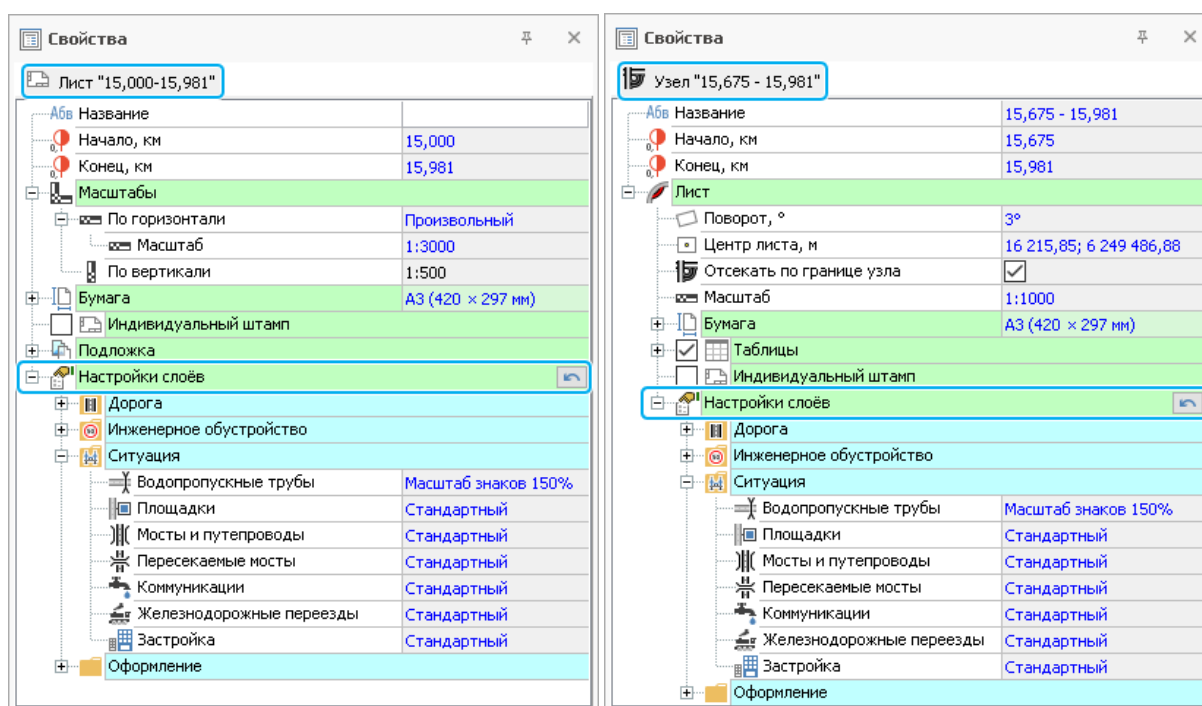 Свойства
Лист "15,000-15,981"
Абв Название
Начало, км 15,000
Конец, км 15,981
Масштабы
По горизонтали Произвольный
Масштаб 1:3000
По вертикали 1:500
Бумага А3 (420 × 297 мм)
Индивидуальный штамп
Подложка
Настройки слоёв
Дорога
Инженерное обустройство
Ситуация
Водопропускные трубы Масштаб знаков 150%
Площадки Стандартный
Мосты и путепроводы Стандартный
Пересекаемые мосты Стандартный
Коммуникации Стандартный
Железнодорожные переезды Стандартный
Застройка Стандартный
Оформление
Свойства
Узел "15,675 - 15,981"
Абв Название 15,675 - 15,981
Начало, км 15,675
Конец, км 15,981
Лист
Поворот, ° 3°
Центр листа, м 16 215,85; 6 249 486,88
Отсекать по границе узла
Масштаб 1:1000
Бумага А3 (420 × 297 мм)
Таблицы
Индивидуальный штамп
Настройки слоёв
Дорога
Инженерное обустройство
Ситуация
Водопропускные трубы Масштаб знаков 150%
Площадки Стандартный
Мосты и путепроводы Стандартный
Пересекаемые мосты Стандартный
Коммуникации Стандартный
Железнодорожные переезды Стандартный
Застройка Стандартный
Оформление